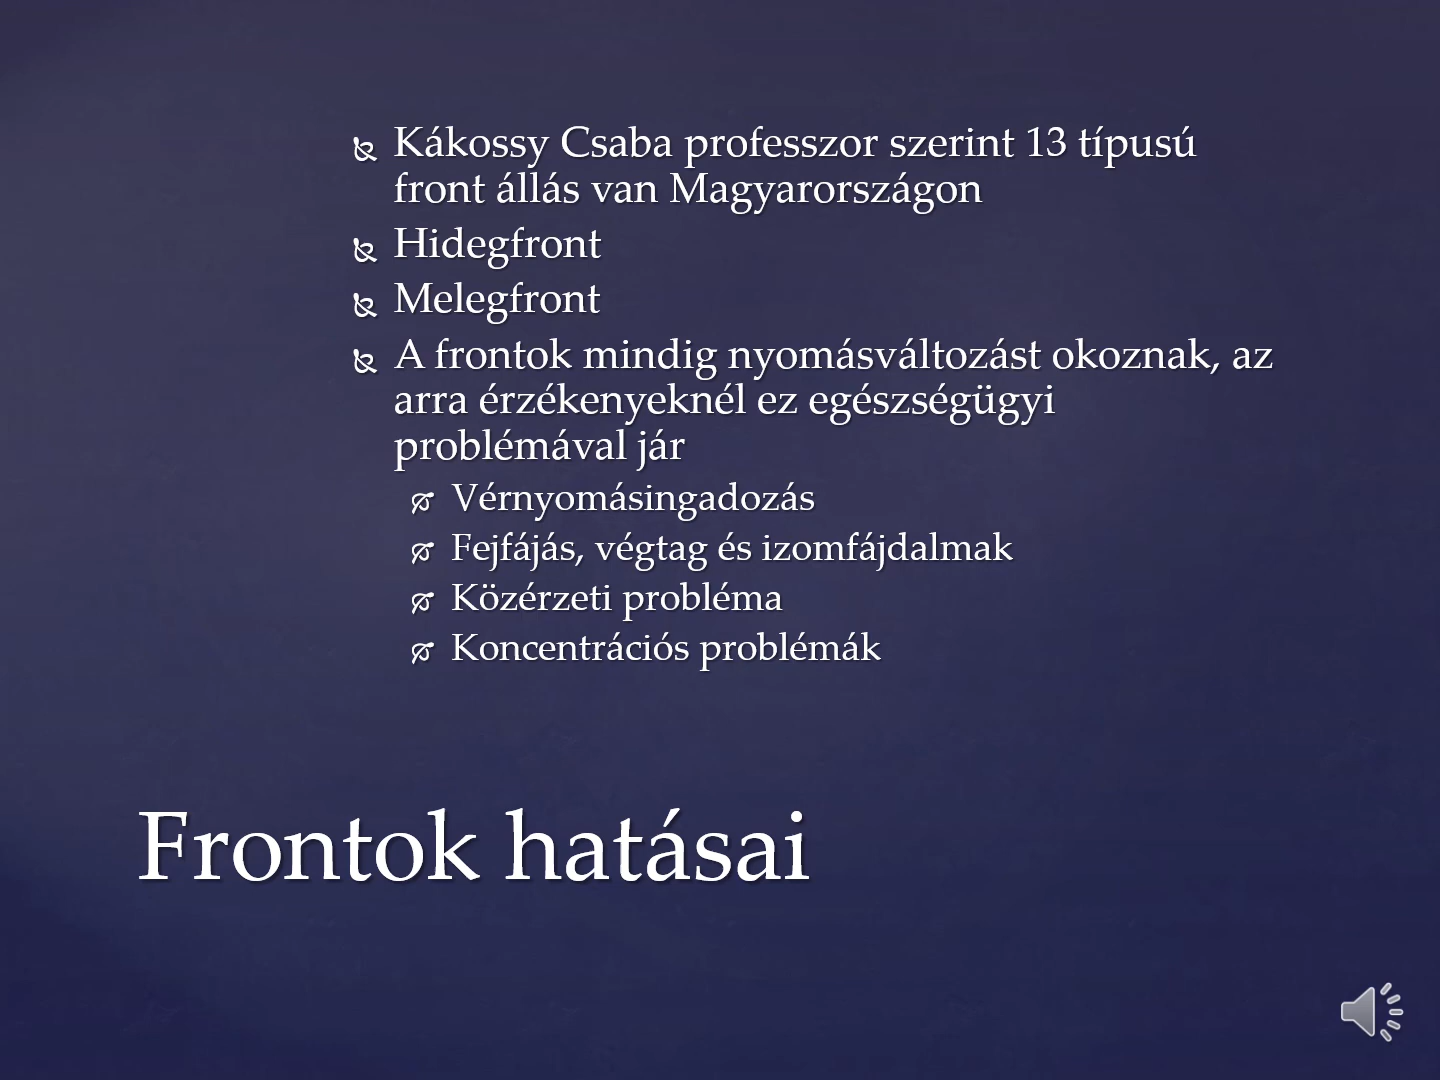 Kákossy Csaba professzor szerint 13 típusú
front állás van Magyarországon
Hidegfront
Melegfront
A frontok mindig nyomásváltozást okoznak, az
arra érzékenyeknél ez egészségügyi
problémával jár
Vérnyomásingadozás
Fejfájás, végtag és izomfájdalmak
Közérzeti probléma
Koncentrációs problémák
Frontok hatásai